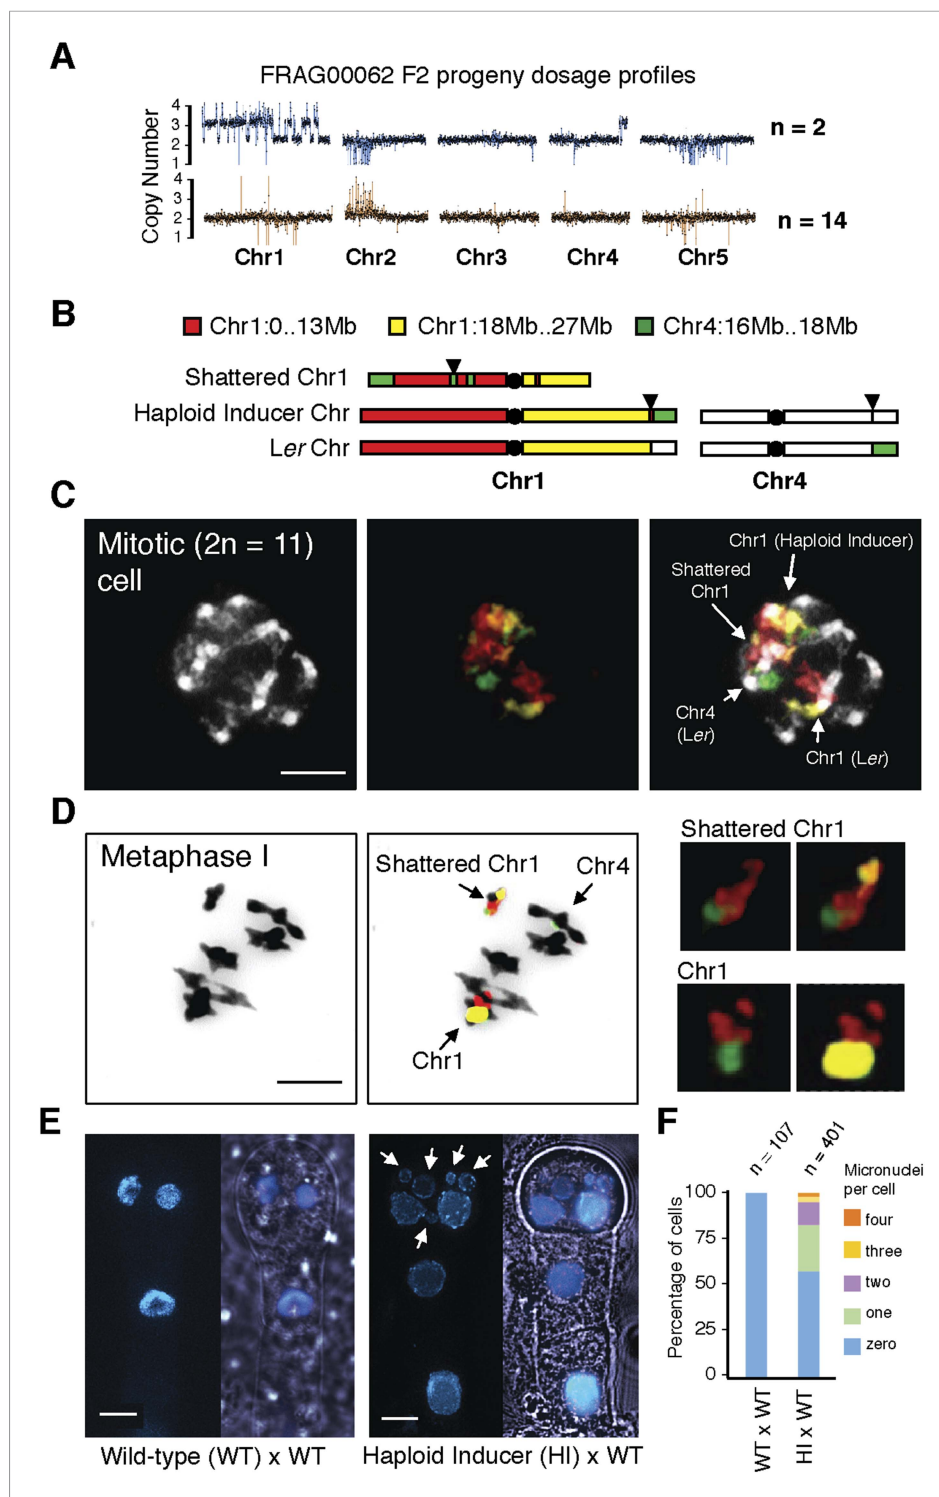 A
FRAG00062 F2 progeny dosage profiles
Copy Number
4
3
2
1
n = 2
4
3
2
1
n = 14
Chr1 Chr2 Chr3 Chr4 Chr5
B
Chr1:0..13Mb Chr1:18Mb..27Mb Chr4:16Mb..18Mb
Shattered Chr1
Haploid Inducer Chr
Ler Chr
Chr1 Chr4
C
Mitotic (2n = 11)
cell
Chr1 (Haploid Inducer)
Shattered
Chr1
Chr4
(Ler)
Chr1 (Ler)
D
Metaphase I
Shattered Chr1
Chr4
Chr1
Shattered Chr1
Chr1
E
Wild-type (WT) x WT
Haploid Inducer (HI) x WT
F
n = 107
n = 401
Micronuclei
per cell
four
three
two
one
zero
Percentage of cells
100
75
50
25
0
WT x WT
HI x WT